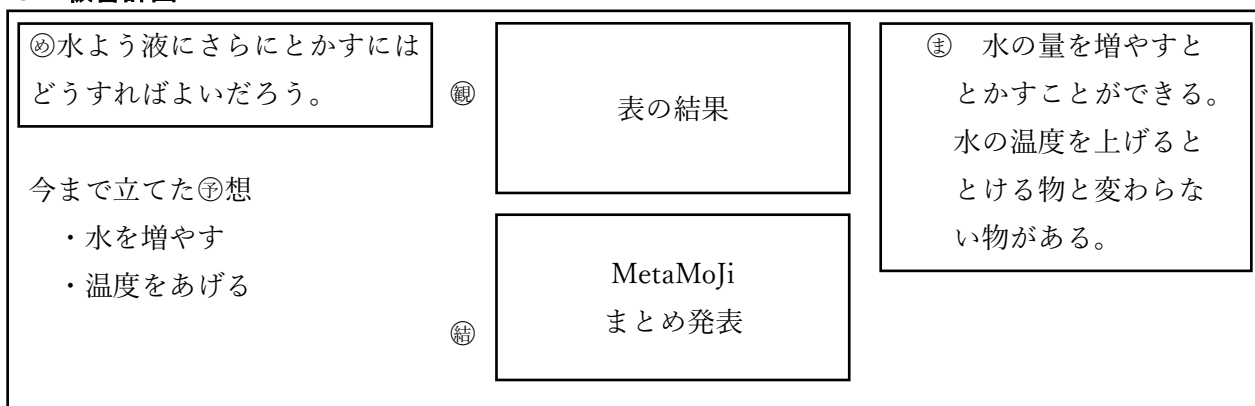 ㋱水よう液にさらにとかすには
どうすればよいだろう。
今まで立てた㋵想
・水を増やす
・温度をあげる
観
表の結果
結
MetaMoJi
まとめ発表
㋮　水の量を増やすと
とかすことができる。
水の温度を上げると
とける物と変わらな
い物がある。